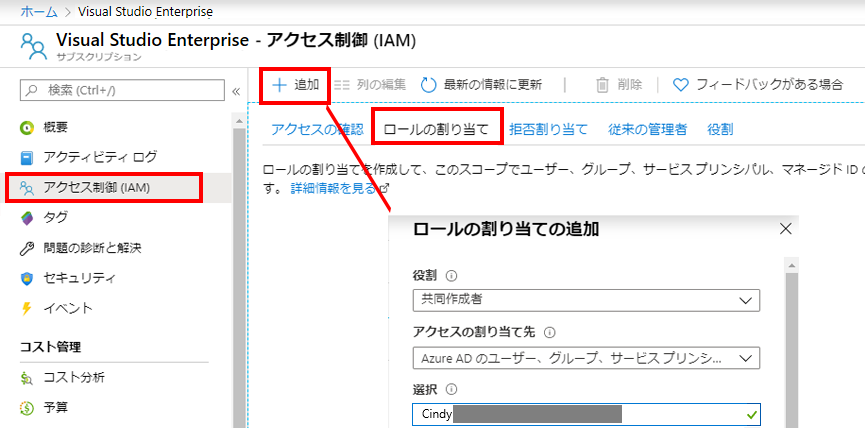 ホーム > Visual Studio Enterprise
Visual Studio Enterprise - アクセス制御 (IAM)
サブスクリプション
検索 (Ctrl+/)
«
概要
アクティビティ ログ
アクセス制御 (IAM)
タグ
問題の診断と解決
セキュリティ
イベント
コスト管理
コスト分析
予算
+ 追加
列の編集
最新の情報に更新
削除
フィードバックがある場合
アクセスの確認
ロールの割り当て
拒否割り当て
従来の管理者
役割
ロールの割り当てを作成して、このスコープでユーザー、グループ、サービス プリンシパル、マネージド ID の
す。 詳細情報を見る
ロールの割り当ての追加
役割
共同作成者
アクセスの割り当て先
Azure AD のユーザー、グループ、サービス プリンシ...
選択
Cindy